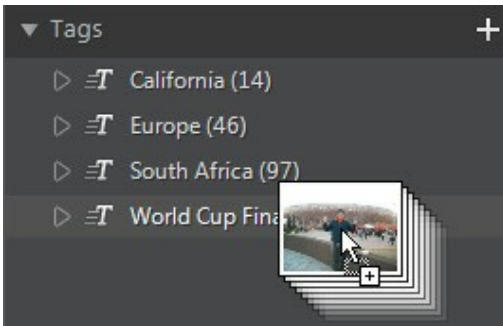 Tags
California (14)
Europe (46)
South Africa (97)
World Cup Fina